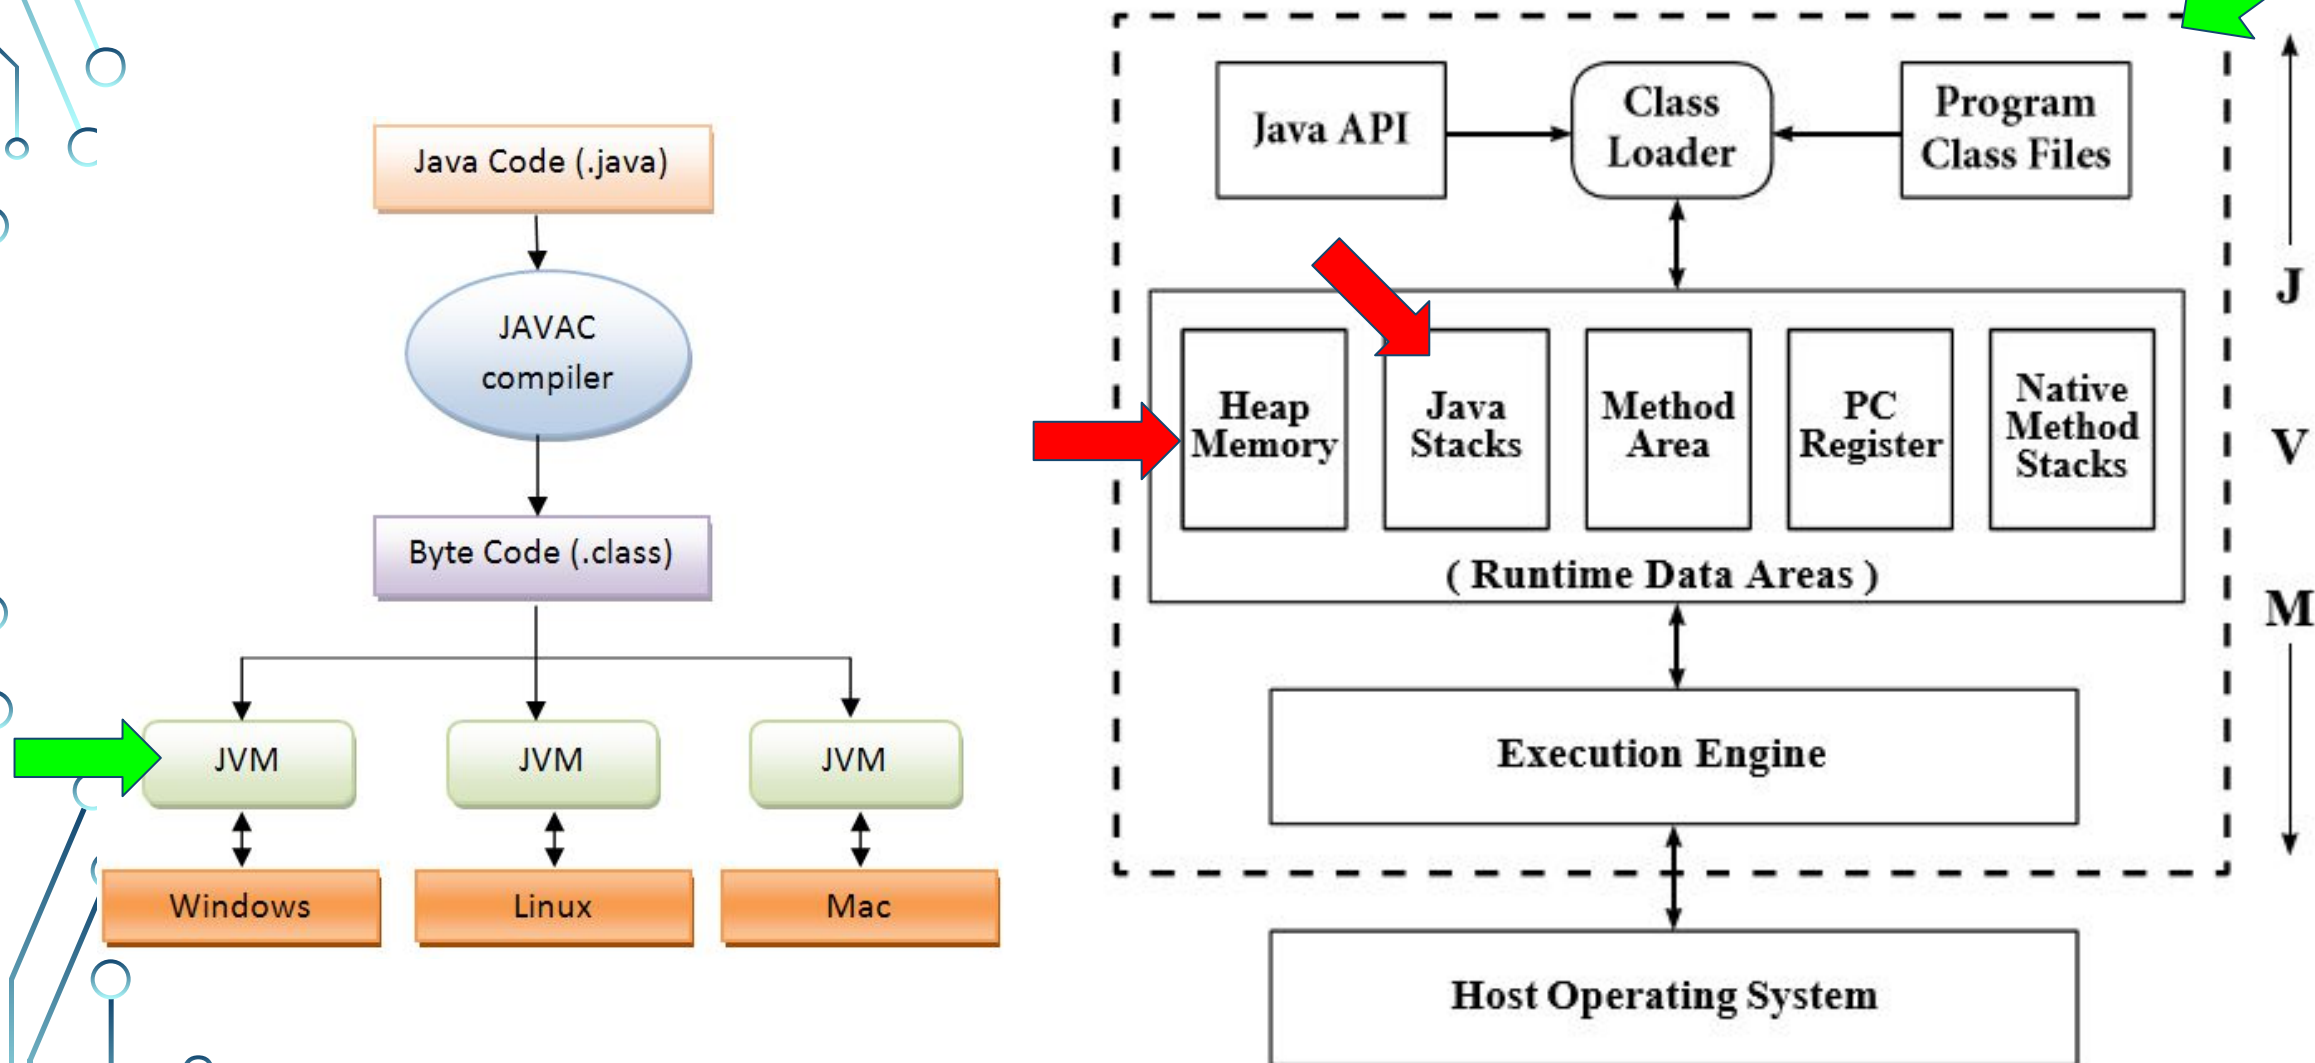 Java Code (.java)
JAVAC
compiler
Byte Code (.class)
JVM
JVM
JVM
Windows
Linux
Mac
Java API
Class
Loader
Program
Class Files
Heap
Memory
Java
Stacks
Method
Area
PC
Register
Native
Method
Stacks
( Runtime Data Areas )
Execution Engine
Host Operating System
J
V
M